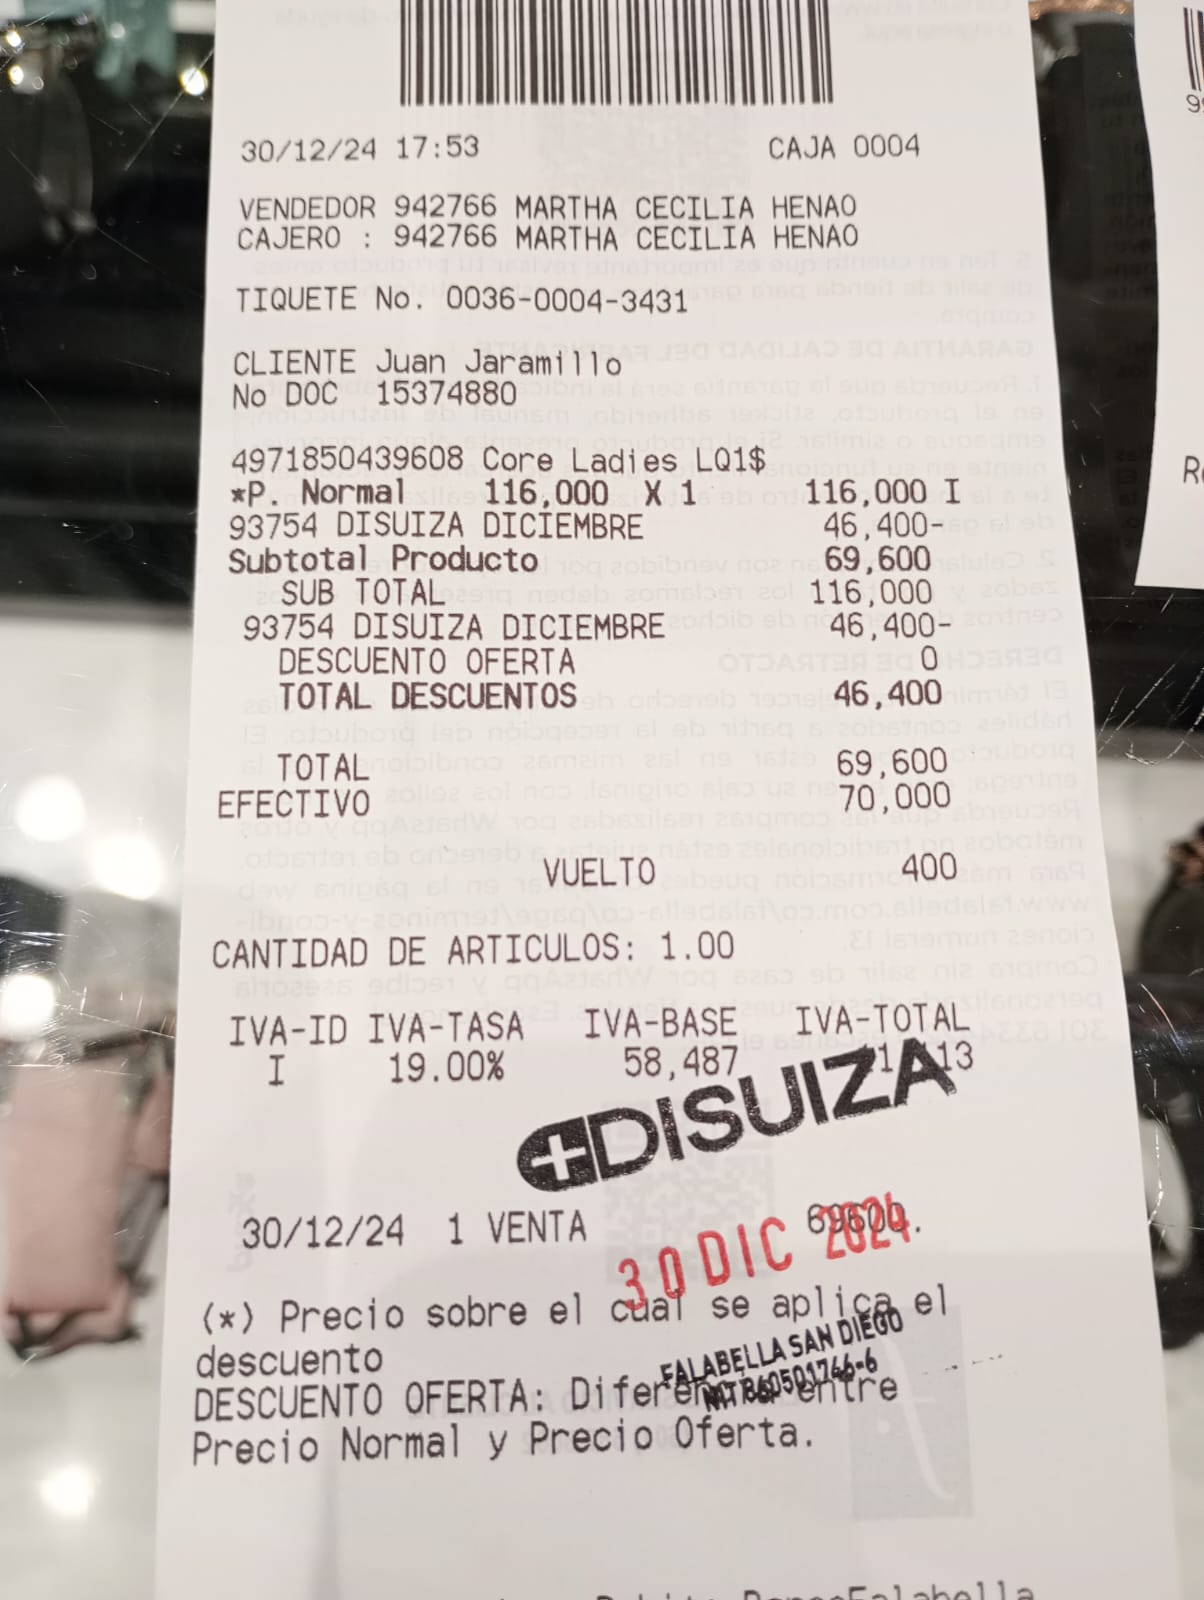 30/12/24 17:53 CAJA 0004
VENDEDOR 942766 MARTHA CECILIA HENAO
CAJERO : 942766 MARTHA CECILIA HENAO
TIQUETE No. 0036-0004-3431
CLIENTE Juan Jaramillo
No DOC 15374880
4971850439608 Core Ladies LQ1$
*P. Normal 116,000 X 1 116,000 I
93754 DISUIZA DICIEMBRE 46,400-
Subtotal Producto 69,600
SUB TOTAL 116,000
93754 DISUIZA DICIEMBRE 46,400-
DESCUENTO OFERTA 0
TOTAL DESCUENTOS 46,400
TOTAL 69,600
EFECTIVO 70,000
VUELTO 400
CANTIDAD DE ARTICULOS: 1.00
IVA-ID IVA-TASA IVA-BASE IVA-TOTAL
I 19.00% 58,487
DISUIZA
30/12/24 1 VENTA 69600.
30 DIC 2024
(*) Precio sobre el cual se aplica el
descuento
FALABELLA SAN DIEGO
DESCUENTO OFERTA: Diferencia entre
Precio Normal y Precio Oferta.